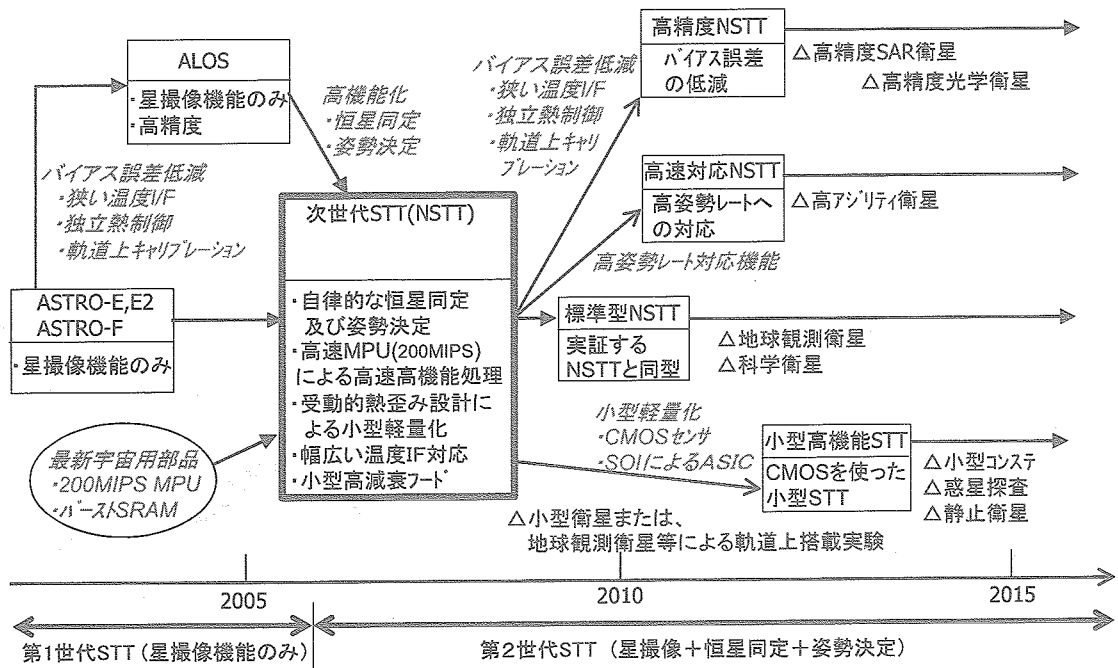 ALOS
・星撮像機能のみ
・高精度
バイアス誤差低減
・狭い温度I/F
・独立熱制御
・軌道上キャリブレーション
高機能化
・恒星同定
・姿勢決定
ASTRO-E,E2
ASTRO-F
・星撮像機能のみ
最新宇宙用部品
・200MIPS MPU
・バーストSRAM
次世代STT(NSTT)
・自律的な恒星同定
及び姿勢決定
・高速MPU(200MIPS)
による高速高機能処理
・受動的熱歪み設計に
よる小型軽量化
・幅広い温度IF対応
・小型高減衰フード
バイアス誤差低減
・狭い温度I/F
・独立熱制御
・軌道上キャリ
ブレーション
高精度NSTT
バイアス誤差
の低減
△高精度SAR衛星
△高精度光学衛星
高速対応NSTT
高姿勢レートへ
の対応
△高アジリティ衛星
高姿勢レート対応機能
標準型NSTT
実証する
NSTTと同型
△地球観測衛星
△科学衛星
小型軽量化
・CMOSセンサ
・SOIによるASIC
小型高機能STT
CMOSを使った
小型STT
△小型コンステ
△惑星探査
△静止衛星
△小型衛星または、
地球観測衛星等による軌道上搭載実験
2005
2010
2015
第1世代STT(星撮像機能のみ)
第2世代STT (星撮像+恒星同定+姿勢決定)